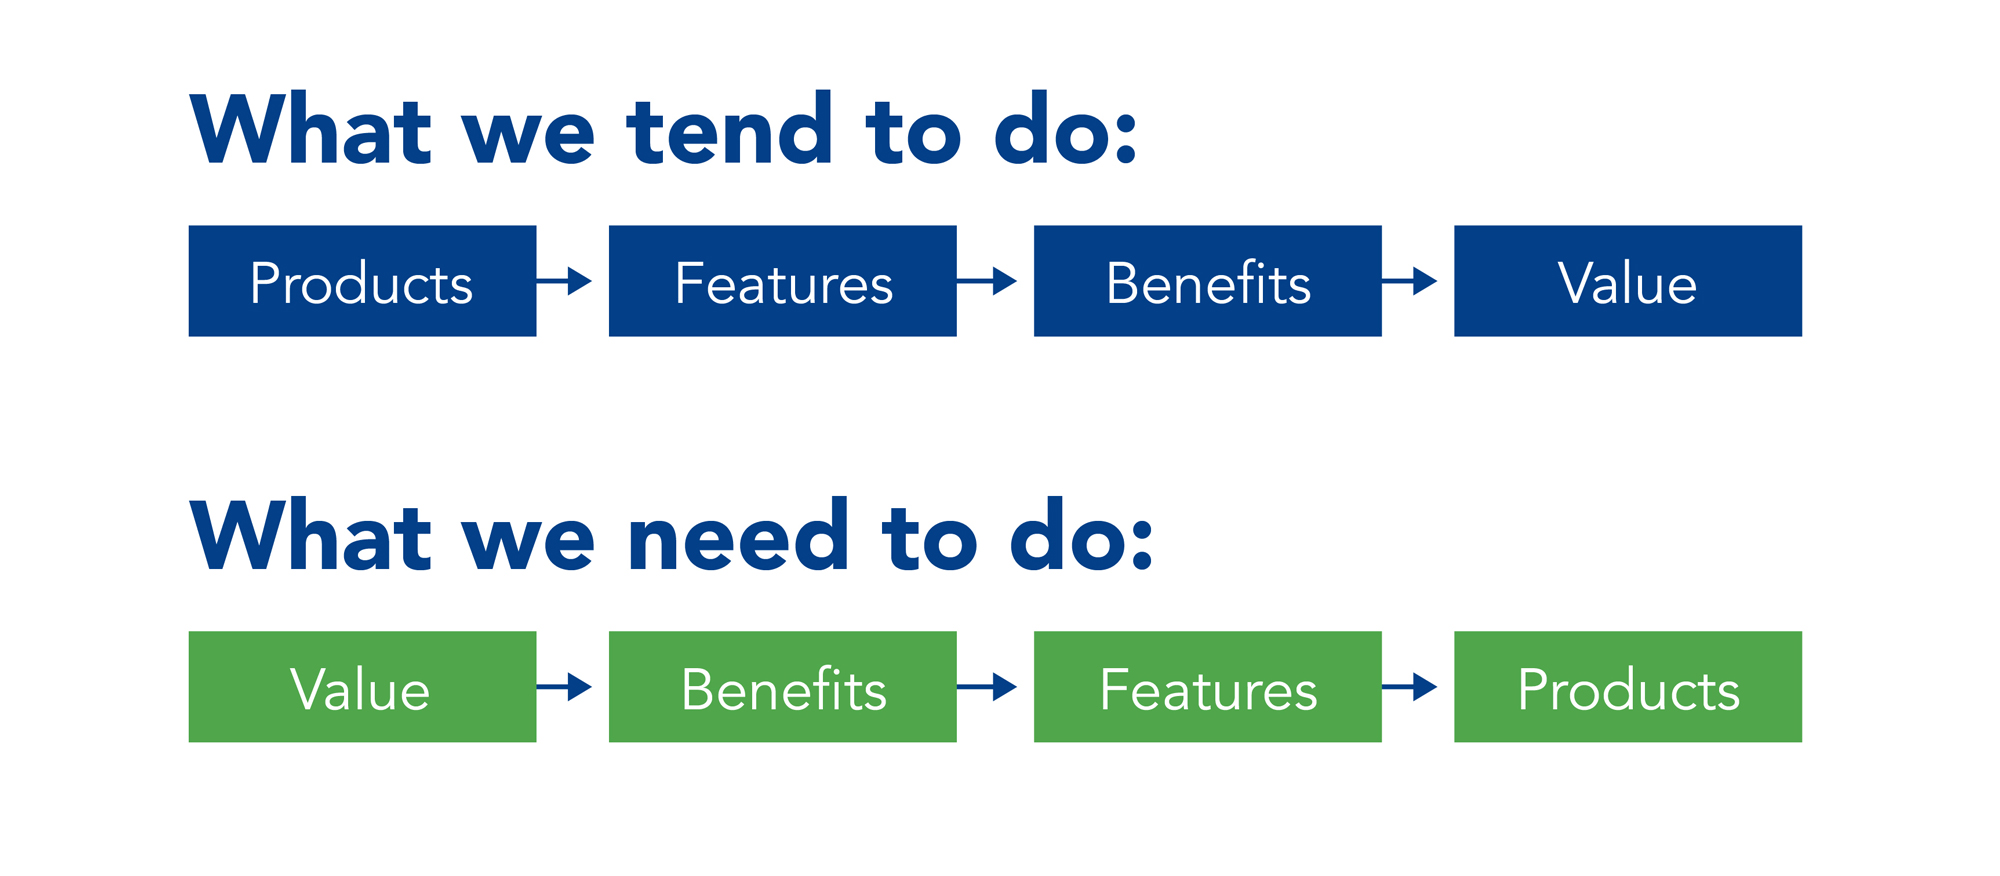 What we tend to do:
Products Features Benefits Value
What we need to do:
Value Benefits Features Products